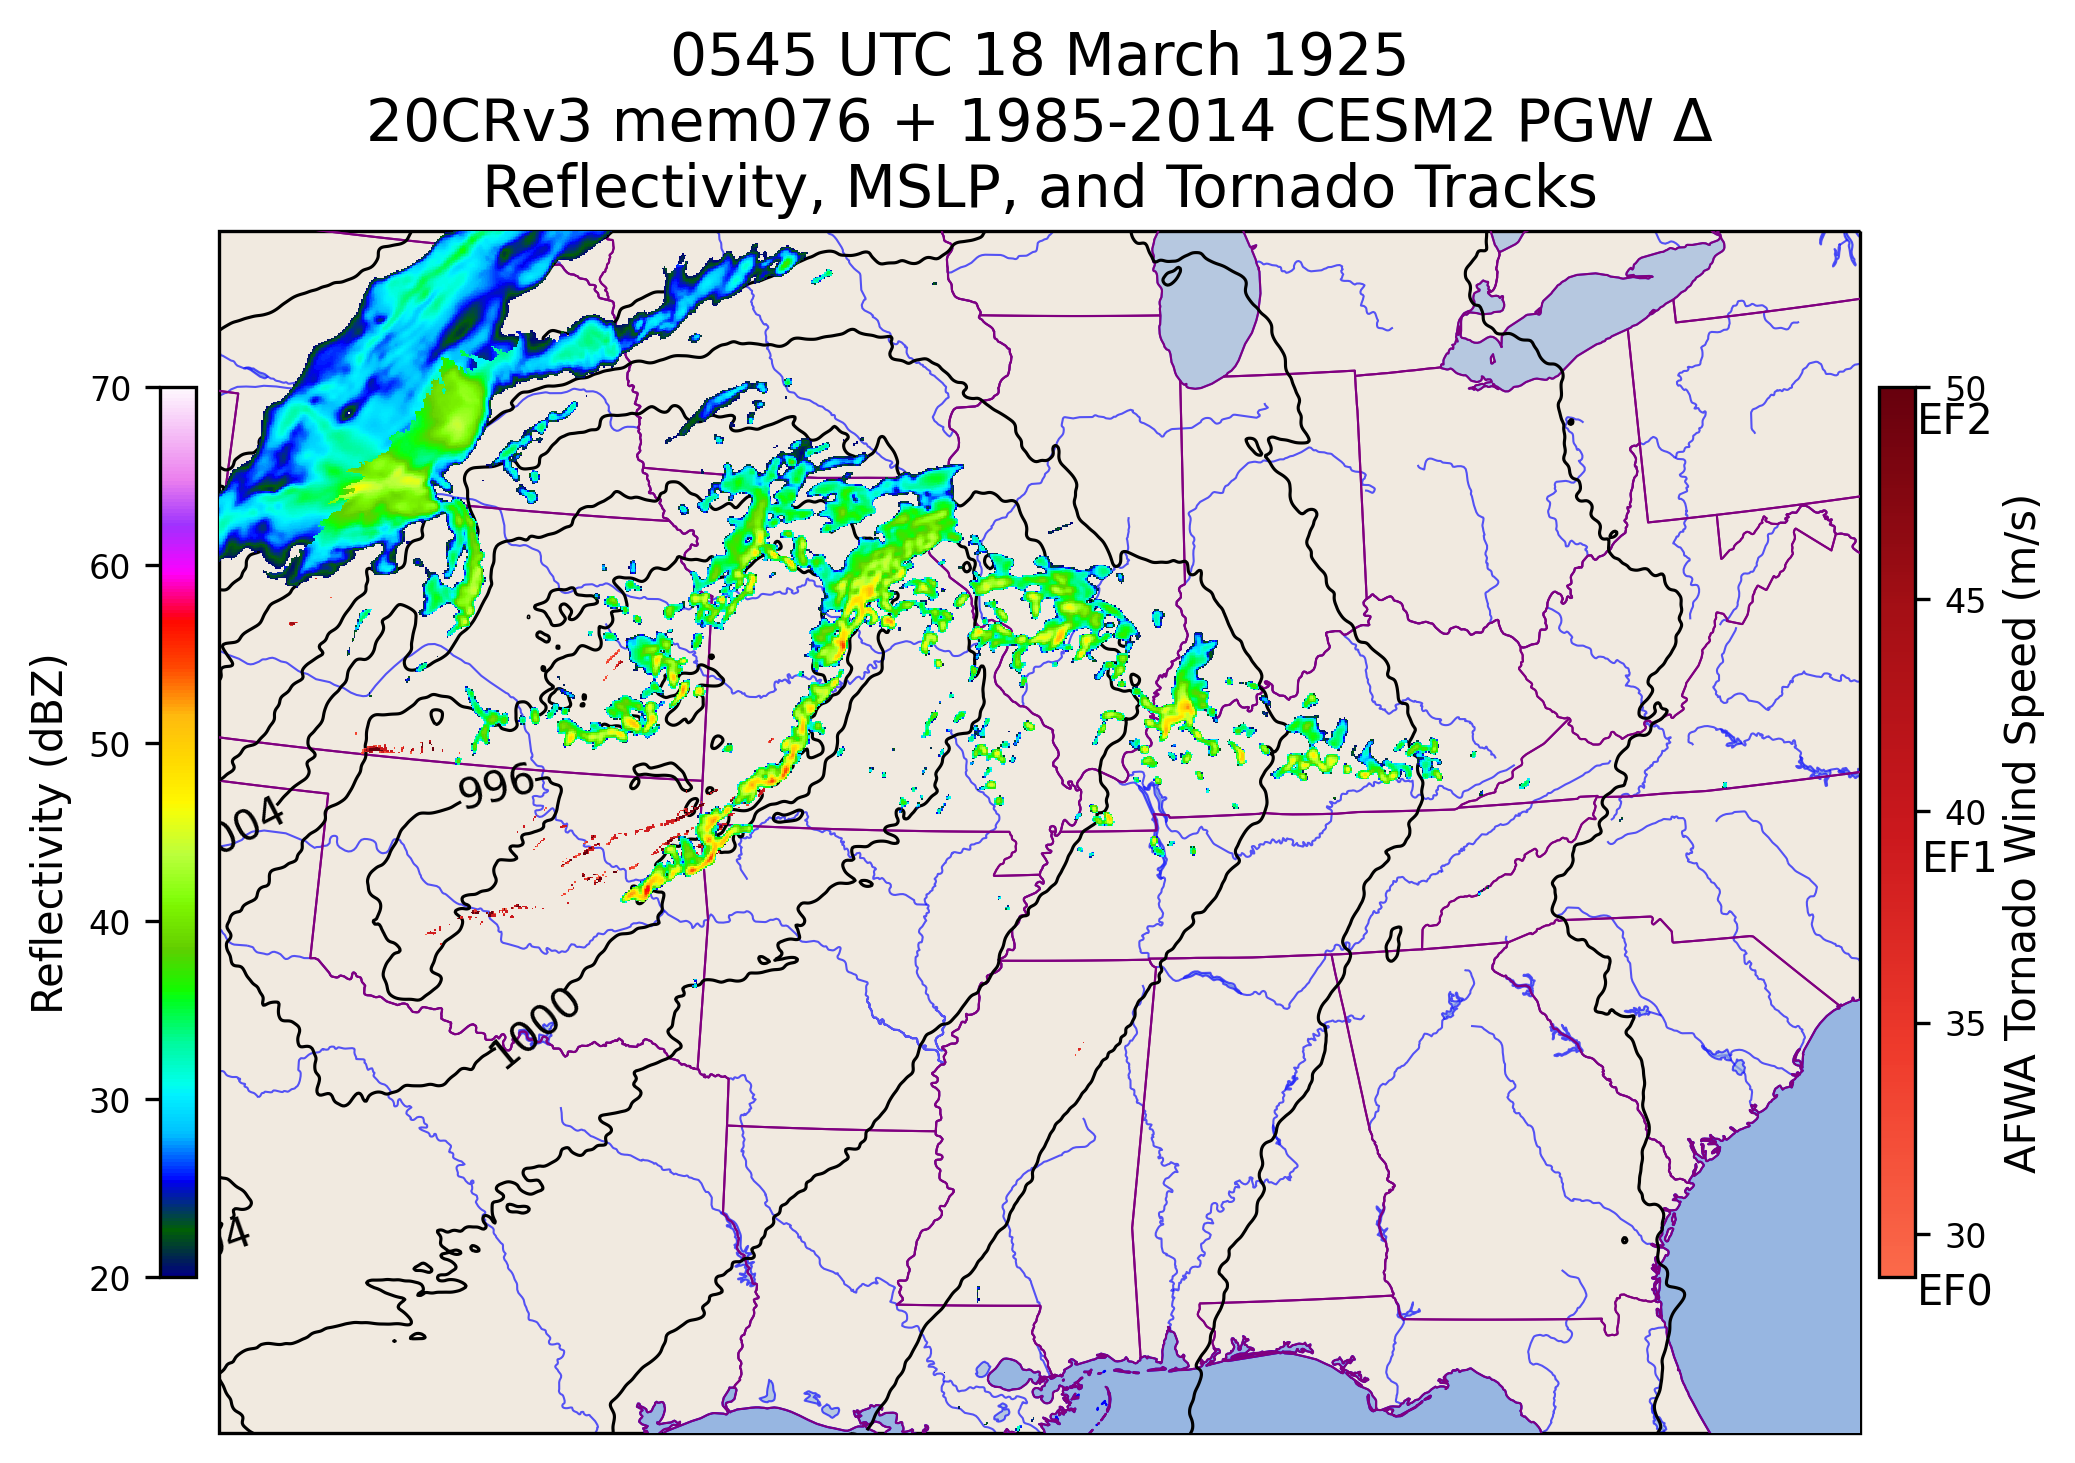 0545 UTC 18 March 1925
20CRv3 mem076 + 1985-2014 CESM2 PGW Δ
Reflectivity, MSLP, and Tornado Tracks
Reflectivity (dBZ)
70
60
50
40
30
20
004
996
1000
04
50
EF2
45
40
EF1
35
30
EF0
AFWA Tornado Wind Speed (m/s)